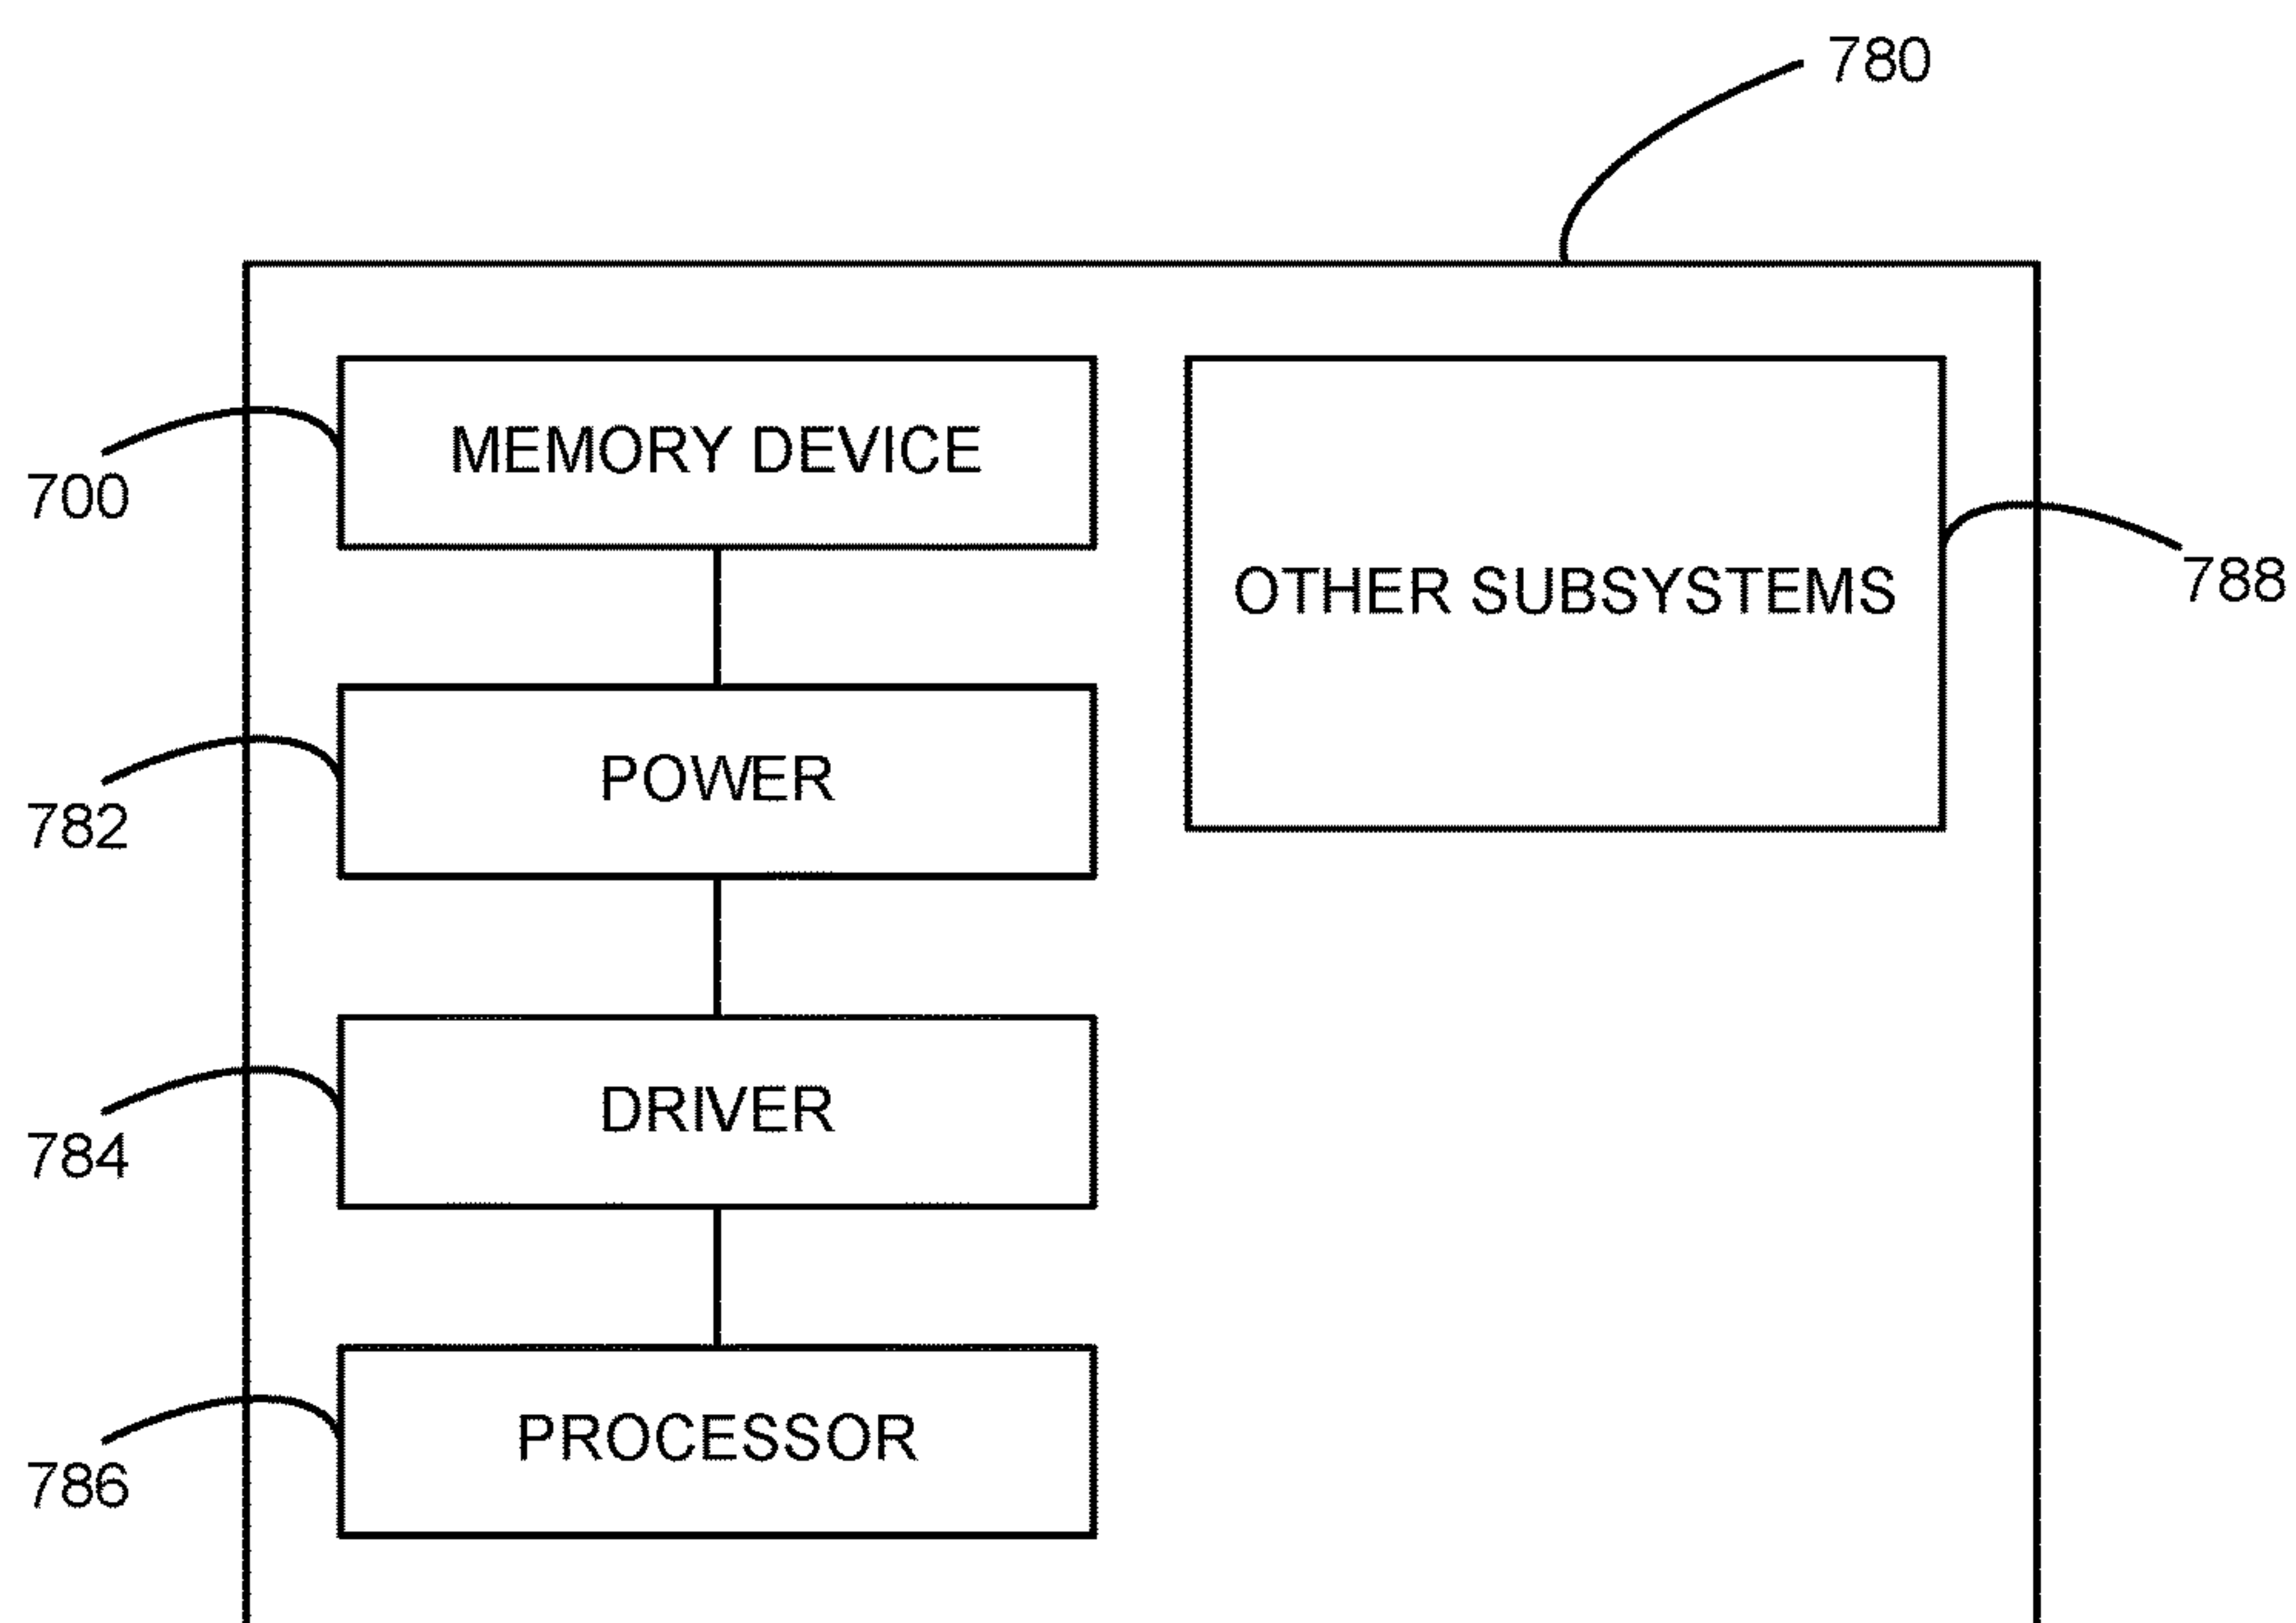 780
MEMORY DEVICE
700
OTHER SUBSYSTEMS
788
POWER
782
DRIVER
784
PROCESSOR
786